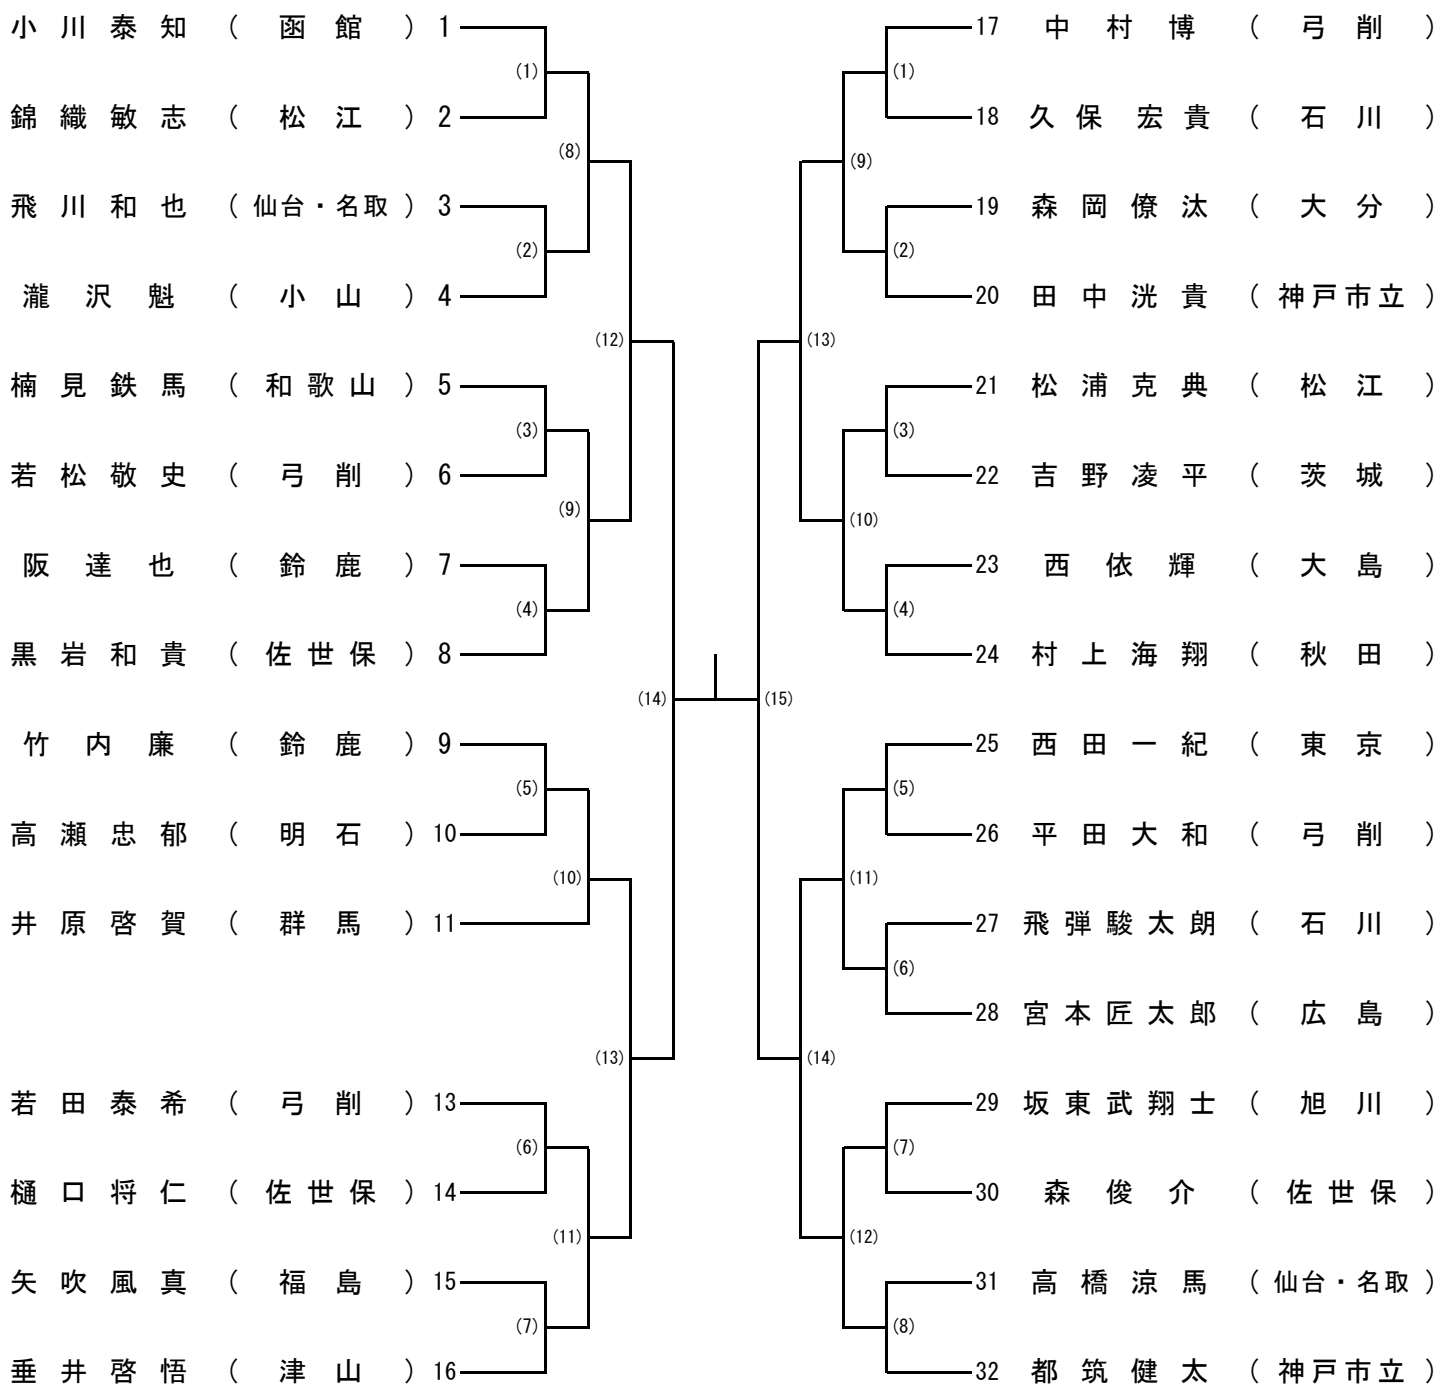 小川泰知 ( 函館 ) 1
(1)
錦織敏志 ( 松江 ) 2
(8)
飛川和也 ( 仙台・名取 ) 3
(2)
瀧沢魁 ( 小山 ) 4
(12)
楠見鉄馬 ( 和歌山 ) 5
(3)
若松敬史 ( 弓削 ) 6
(9)
阪達也 ( 鈴鹿 ) 7
(4)
黒岩和貴 ( 佐世保 ) 8
(14)
竹内廉 ( 鈴鹿 ) 9
(5)
高瀬忠郁 ( 明石 ) 10
(10)
井原啓賀 ( 群馬 ) 11
(13)
若田泰希 ( 弓削 ) 13
(6)
樋口将仁 ( 佐世保 ) 14
(11)
矢吹風真 ( 福島 ) 15
(7)
垂井啓悟 ( 津山 ) 16
17 中村博 ( 弓削 )
(1)
18 久保宏貴 ( 石川 )
(9)
19 森岡僚汰 ( 大分 )
(2)
20 田中洸貴 ( 神戸市立 )
(13)
21 松浦克典 ( 松江 )
(3)
22 吉野凌平 ( 茨城 )
(10)
23 西依輝 ( 大島 )
(4)
24 村上海翔 ( 秋田 )
(15)
25 西田一紀 ( 東京 )
(5)
26 平田大和 ( 弓削 )
(11)
27 飛弾駿太朗 ( 石川 )
(6)
28 宮本匠太郎 ( 広島 )
(14)
29 坂東武翔士 ( 旭川 )
(7)
30 森俊介 ( 佐世保 )
(12)
31 高橋涼馬 ( 仙台・名取 )
(8)
32 都筑健太 ( 神戸市立 )